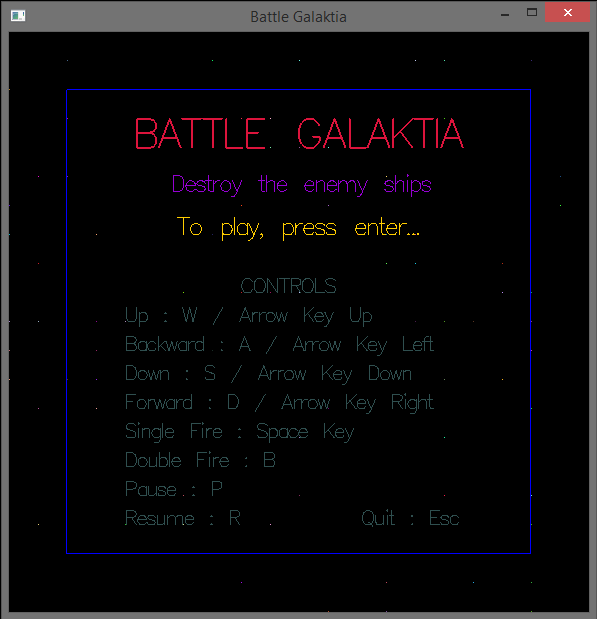 Battle Galaktia
BATTLE GALAKTIA
Destroy the enemy ships
To play, press enter...
CONTROLS
Up : W / Arrow Key Up
Backward : A / Arrow Key Left
Down : S / Arrow Key Down
Forward : D / Arrow Key Right
Single Fire : Space Key
Double Fire : B
Pause : P
Resume : R Quit : Esc